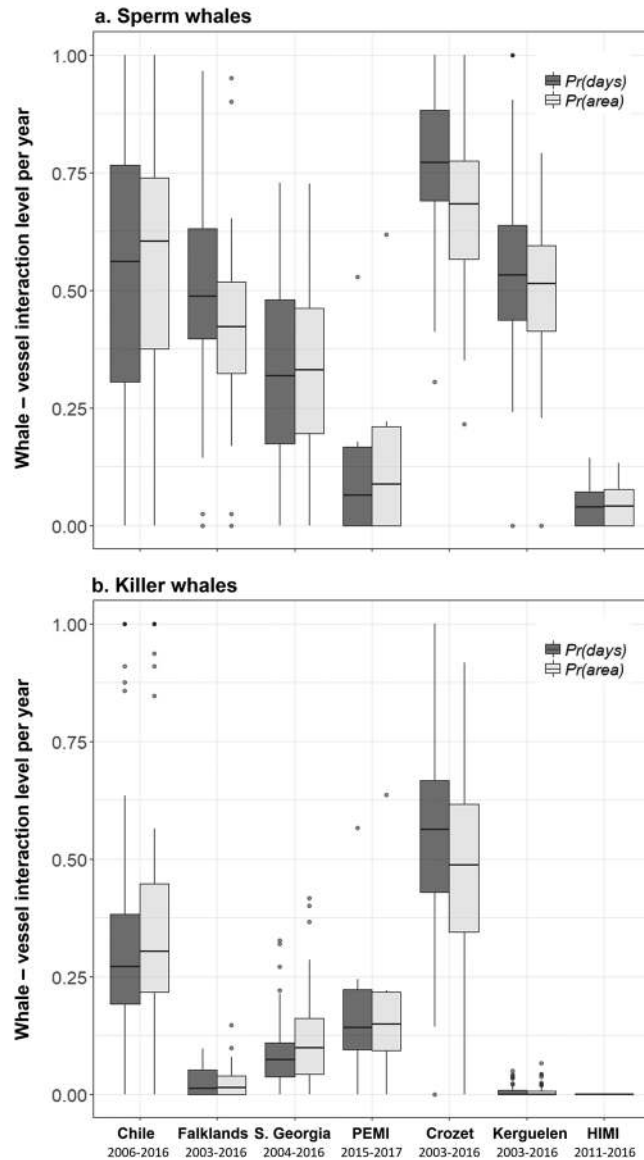 a. Sperm whales
Whale – vessel interaction level per year
1.00
0.75
0.50
0.25
0.00
Pr(days)
Pr(area)
b. Killer whales
Whale – vessel interaction level per year
1.00
0.75
0.50
0.25
0.00
Pr(days)
Pr(area)
Chile Falklands S. Georgia PEMI Crozet Kerguelen HIMI
2006-2016 2003-2016 2004-2016 2015-2017 2003-2016 2003-2016 2011-2016